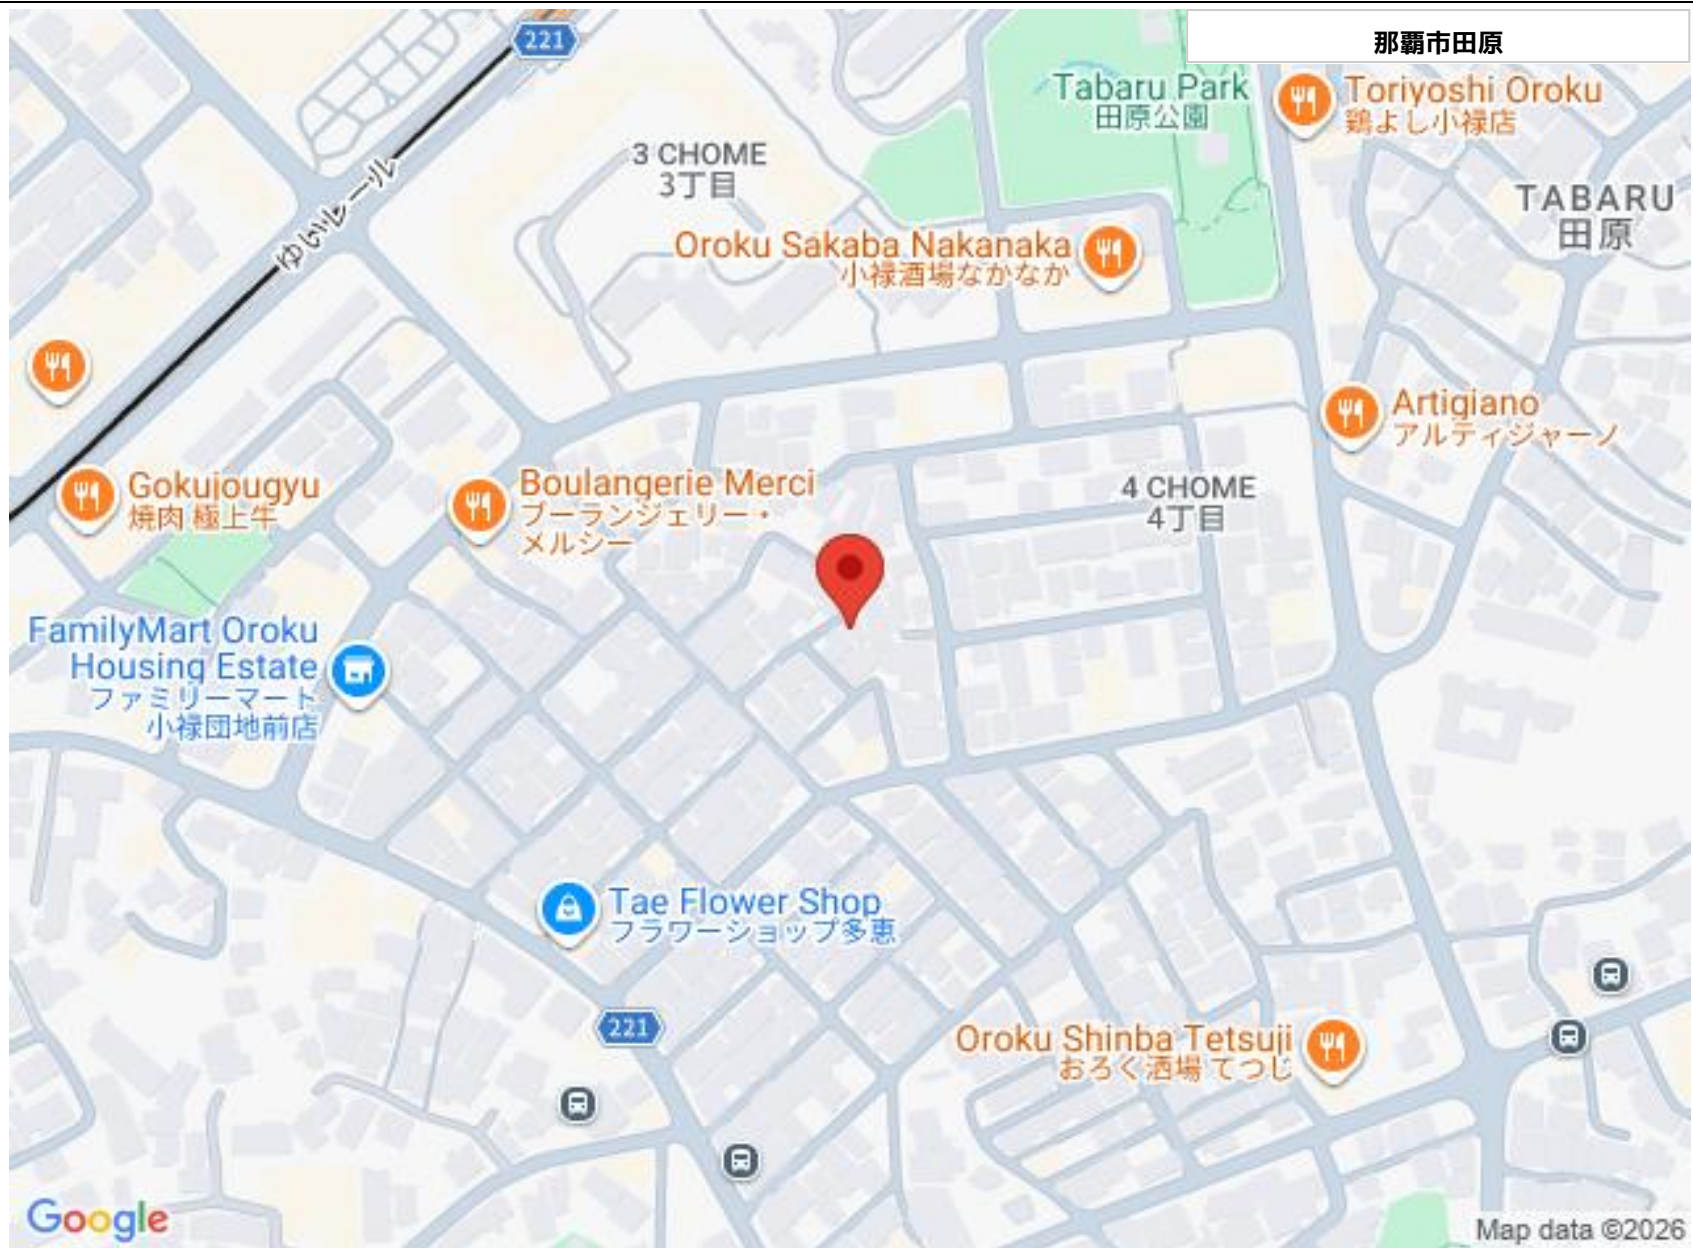 那覇市田原
221
Tabaru Park
田原公園
Toriyoshi Oroku
鶏よし小禄店
3 CHOME
3丁目
TABARU
田原
ゆいレール
Oroku Sakaba Nakanaka
小禄酒場なかなか
Artigiano
アルティジャーノ
Gokujougyu
焼肉 極上牛
Boulangerie Merci
ブーランジェリー・
メルシー
4 CHOME
4丁目
FamilyMart Oroku
Housing Estate
ファミリーマート
小禄団地前店
Tae Flower Shop
フラワーショップ多恵
221
Oroku Shinba Tetsuji
おろく酒場 てつじ
Google
Map data ©2026